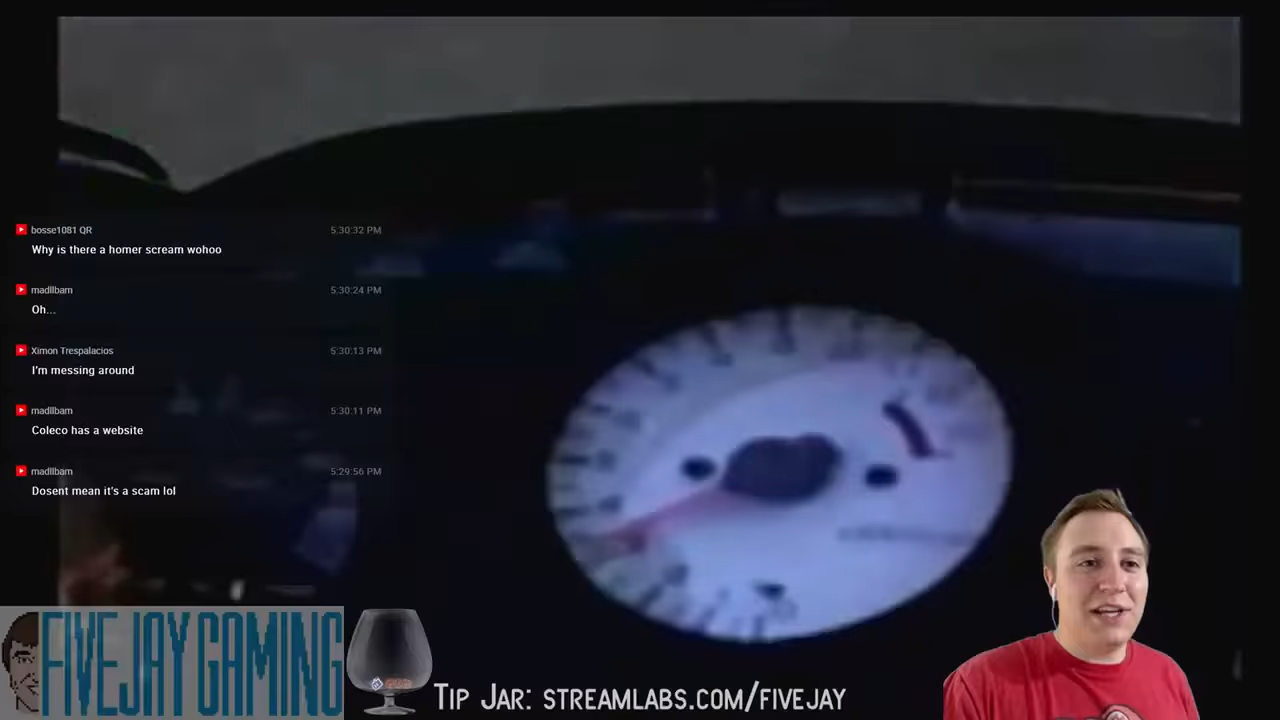 bosse1081 QR 5:30:32 PM
Why is there a homer scream wohoo
madllbam 5:30:24 PM
Oh...
Ximon Trespalacios 5:30:13 PM
I'm messing around
madllbam 5:30:11 PM
Coleco has a website
madllbam 5:29:56 PM
Dosent mean it's a scam lol
FIVEJAY GAMING
TIP JAR: STREAMLABS.COM/FIVEJAY